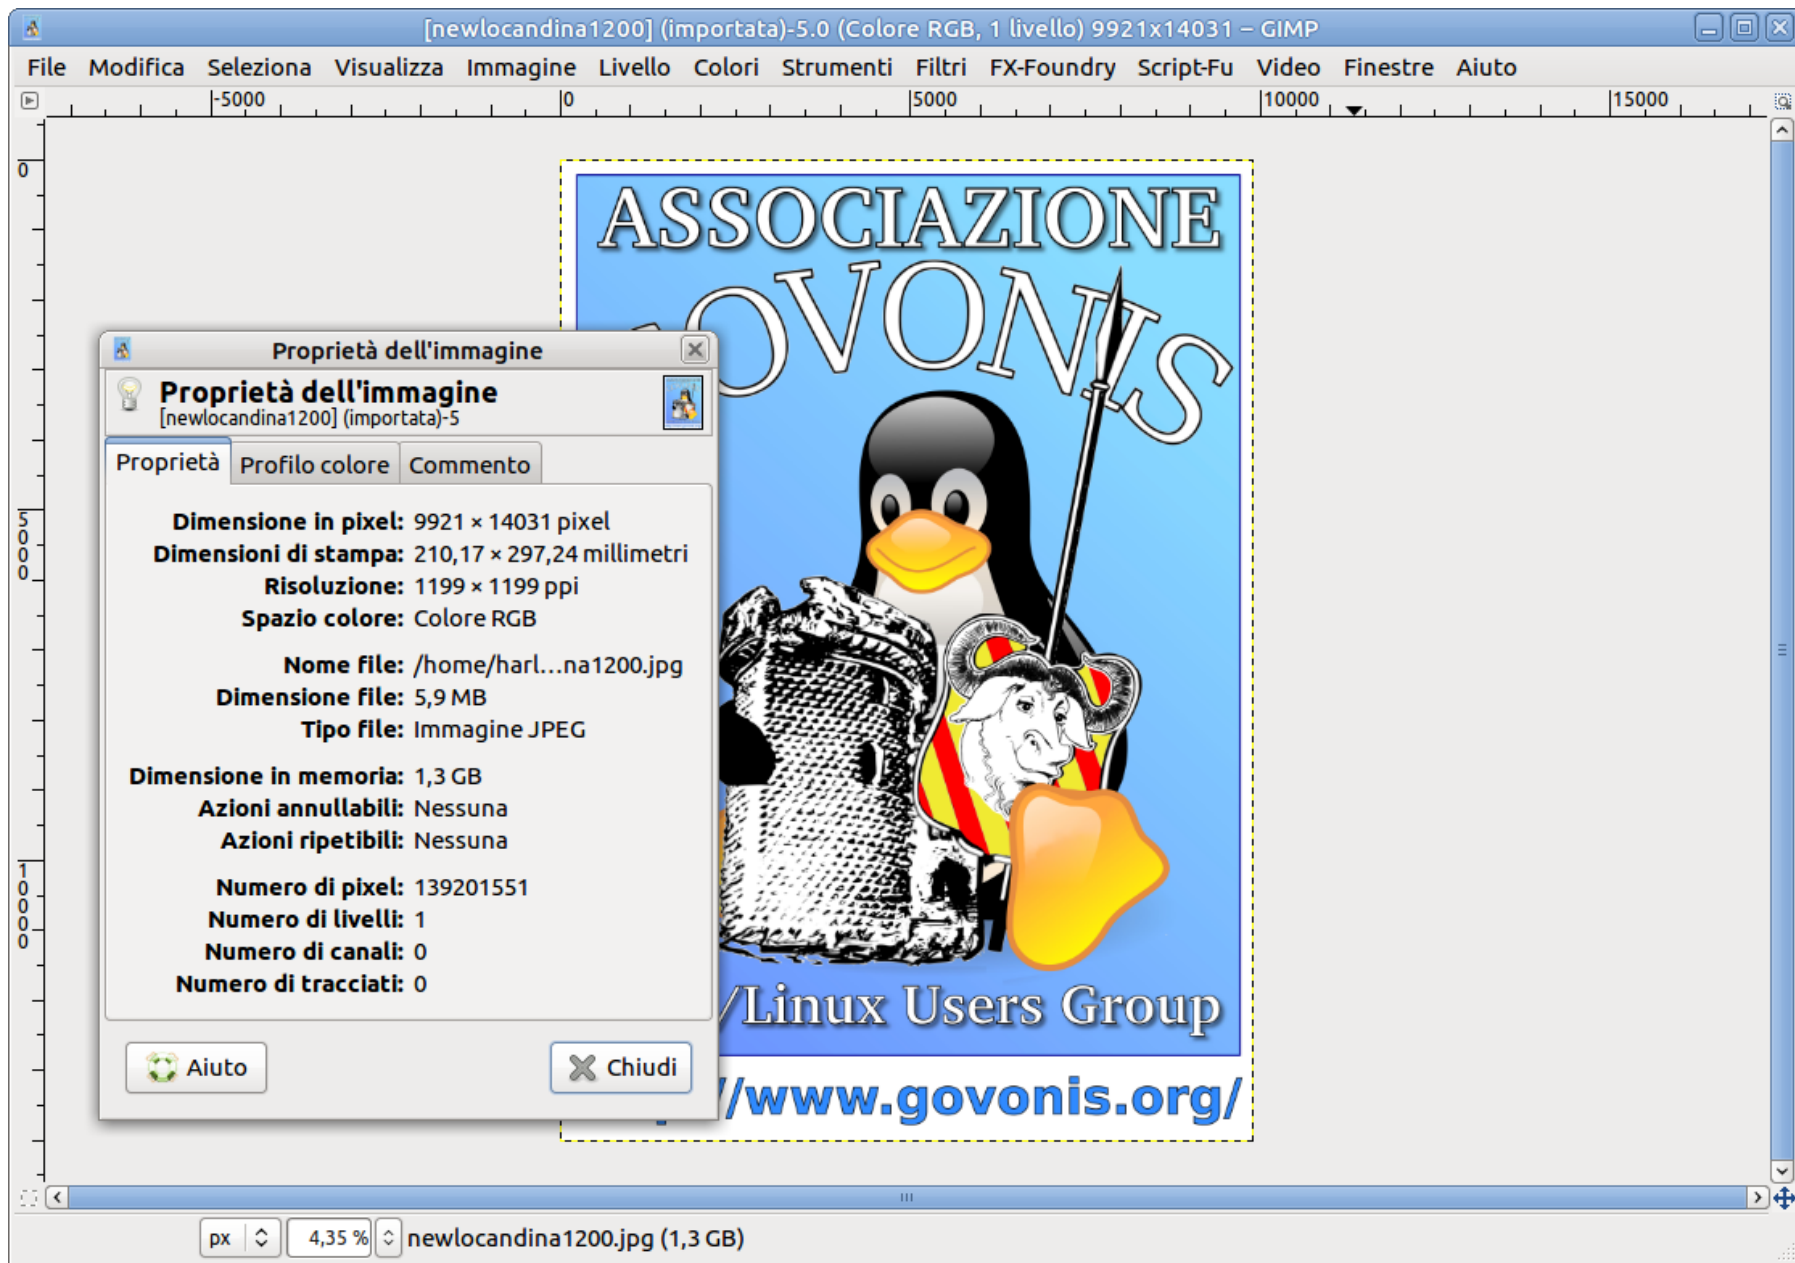 [newlocandina1200] (importata)-5.0 (Colore RGB, 1 livello) 9921x14031 – GIMP
File Modifica Seleziona Visualizza Immagine Livello Colori Strumenti Filtri FX-Foundry Script-Fu Video Finestre Aiuto
-5000 0 5000 10000 15000
0
5000
10000
ASSOCIAZIONE
OVONIS
Proprietà dell'immagine
Proprietà dell'immagine
[newlocandina1200] (importata)-5
Proprietà Profilo colore Commento
Dimensione in pixel: 9921 × 14031 pixel
Dimensioni di stampa: 210,17 × 297,24 millimetri
Risoluzione: 1199 × 1199 ppi
Spazio colore: Colore RGB
Nome file: /home/harl...na1200.jpg
Dimensione file: 5,9 MB
Tipo file: Immagine JPEG
Dimensione in memoria: 1,3 GB
Azioni annullabili: Nessuna
Azioni ripetibili: Nessuna
Numero di pixel: 139201551
Numero di livelli: 1
Numero di canali: 0
Numero di tracciati: 0
Aiuto Chiudi
/Linux Users Group
//www.govonis.org/
px 4,35 % newlocandina1200.jpg (1,3 GB)